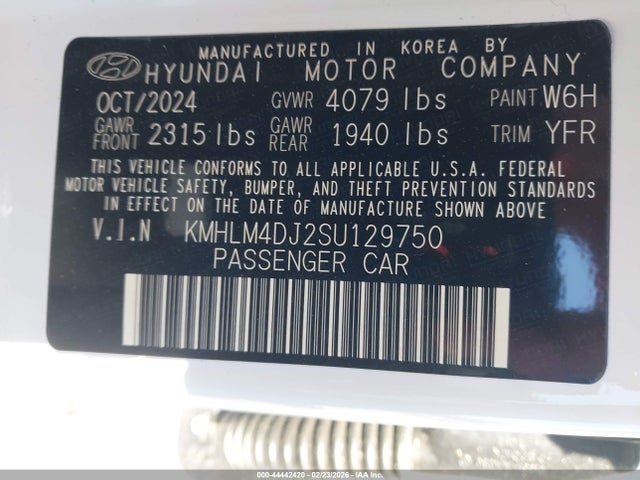 MANUFACTURED IN KOREA BY
HYUNDAI MOTOR COMPANY
OCT/2024 GVWR 4079 lbs PAINT W6H
GAWR FRONT 2315 lbs GAWR REAR 1940 lbs TRIM YFR
THIS VEHICLE CONFORMS TO ALL APPLICABLE U.S.A. FEDERAL
MOTOR VEHICLE SAFETY, BUMPER, AND THEFT PREVENTION STANDARDS
IN EFFECT ON THE DATE OF MANUFACTURE SHOWN ABOVE
V.I.N KMHLM4DJ2SU129750
PASSENGER CAR
000-44442420 - 02/23/2026 - IAA Inc.